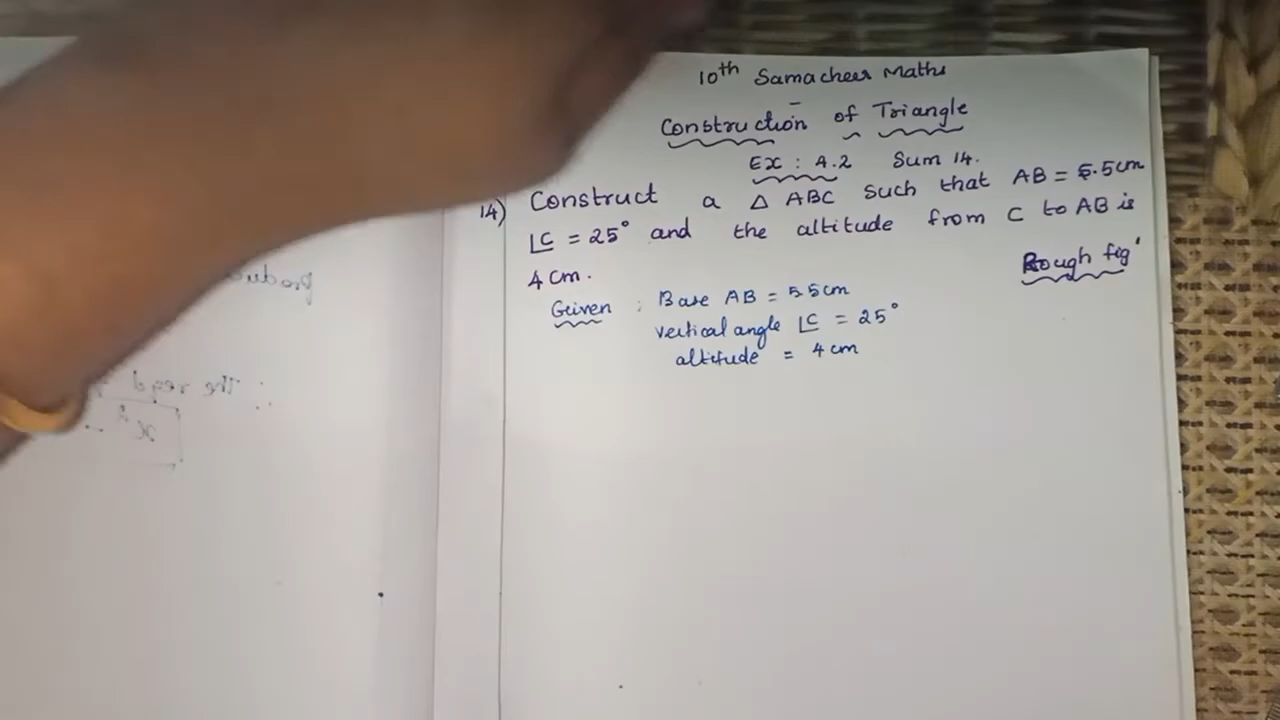 10th Samacheer Maths
Construction of Triangle
Ex : 4.2 Sum 14.
14) Construct a △ ABC such that AB = 5.5cm
∠C = 25° and the altitude from C to AB is
4 cm.
Rough fig'
Given : Base AB = 5.5cm
vertical angle ∠C = 25°
altitude = 4 cm